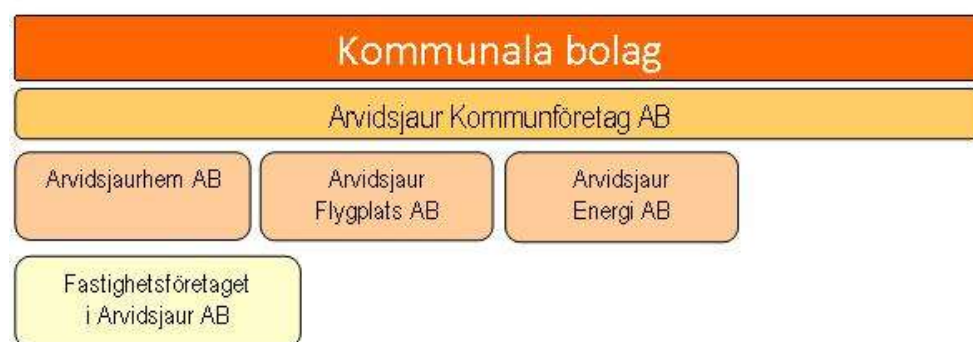 Kommunala bolag
Arvidsjaur Kommunföretag AB
Arvidsjaurhem AB
Arvidsjaur
Flygplats AB
Arvidsjaur
Energi AB
Fastighetsföretaget
i Arvidsjaur AB